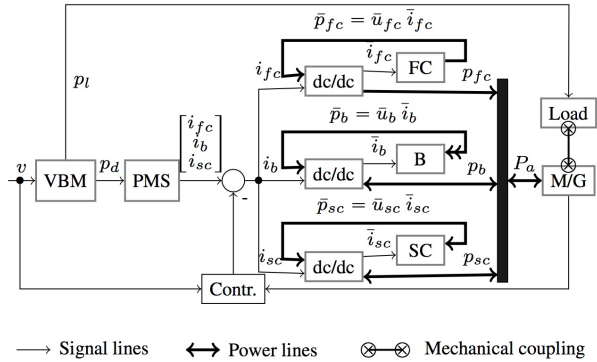 p̄_fc = ū_fc ī_fc
ī_fc
i_fc
FC
p_fc
dc/dc
p_l
p̄_b = ū_b ī_b
Load
[i_fc
i_b
i_sc]
ī_b
i_b
B
p_b
P_a
v
VBM
p_d
PMS
-
dc/dc
M/G
p̄_sc = ū_sc ī_sc
ī_sc
i_sc
SC
p_sc
dc/dc
Contr.
Signal lines
Power lines
Mechanical coupling